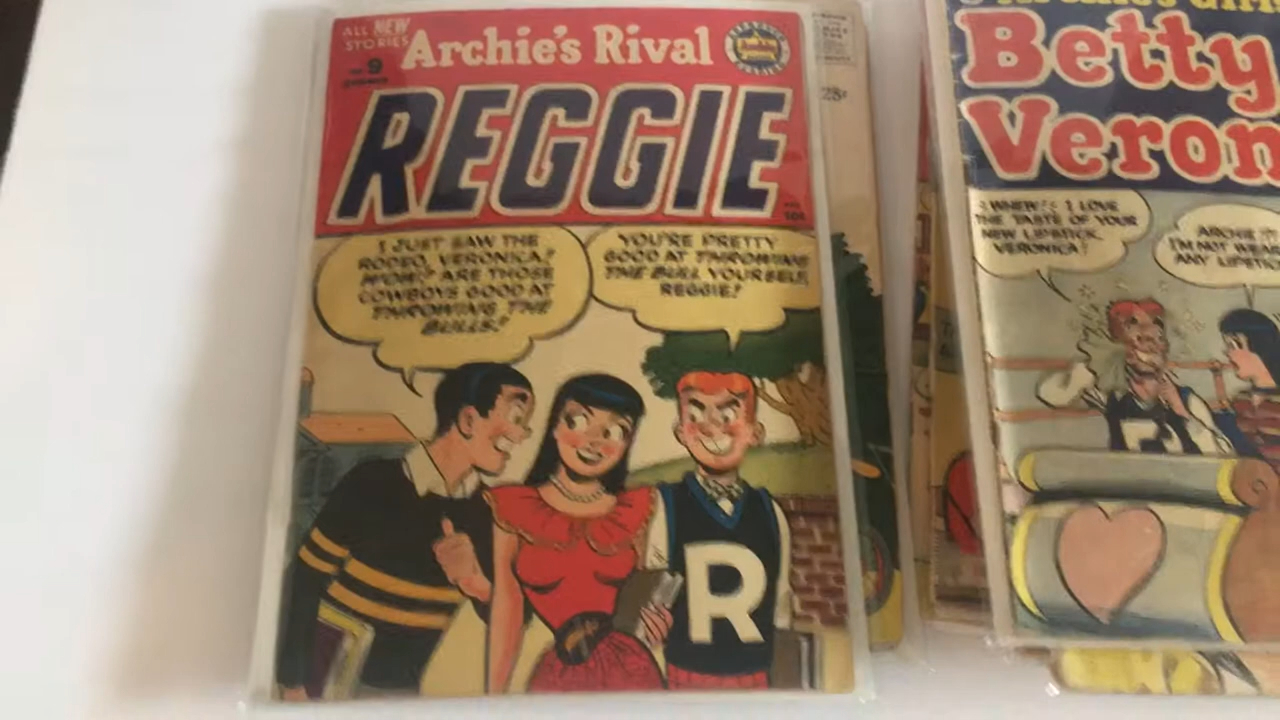 ALL NEW
STORIES
Archie's Rival
9
REGGIE
10¢
I JUST SAW THE
RODEO, VERONICA!
WOW! ARE THOSE
COWBOYS GOOD AT
THROWING THE
BULLS!
YOU'RE PRETTY
GOOD AT THROWING
THE BULL YOURSELF,
REGGIE!
R
25¢
Archie's Girls
Betty
Veron
WHEW! I LOVE
THE TASTE OF YOUR
NEW LIPSTICK,
VERONICA!
ARCHIE!!
I'M NOT WEAR
ANY LIPSTIC